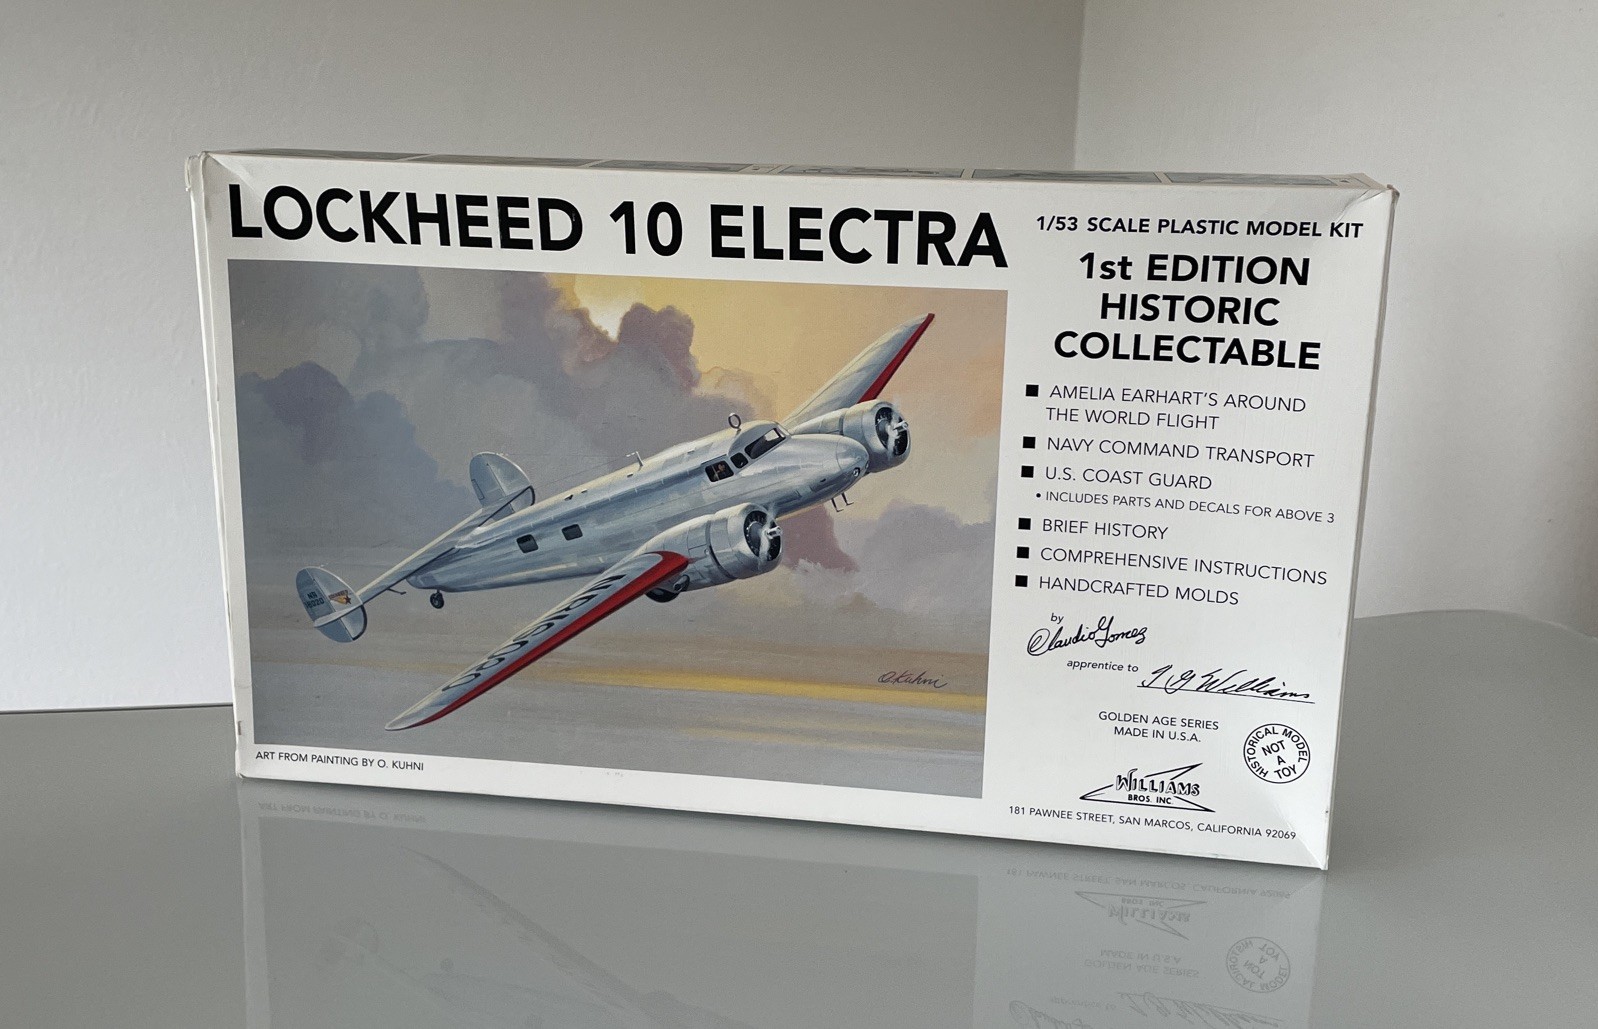 LOCKHEED 10 ELECTRA
1/53 SCALE PLASTIC MODEL KIT
1st EDITION
HISTORIC
COLLECTABLE
■ AMELIA EARHART'S AROUND
THE WORLD FLIGHT
■ NAVY COMMAND TRANSPORT
■ U.S. COAST GUARD
• INCLUDES PARTS AND DECALS FOR ABOVE 3
■ BRIEF HISTORY
■ COMPREHENSIVE INSTRUCTIONS
■ HANDCRAFTED MOLDS
by
Claudio Gomez
apprentice to
Williams
GOLDEN AGE SERIES
MADE IN U.S.A.
HISTORICAL MODEL
NOT
A
TOY
WILLIAMS
BROS. INC.
181 PAWNEE STREET, SAN MARCOS, CALIFORNIA 92069
O. Kuhni
ART FROM PAINTING BY O. KUHNI